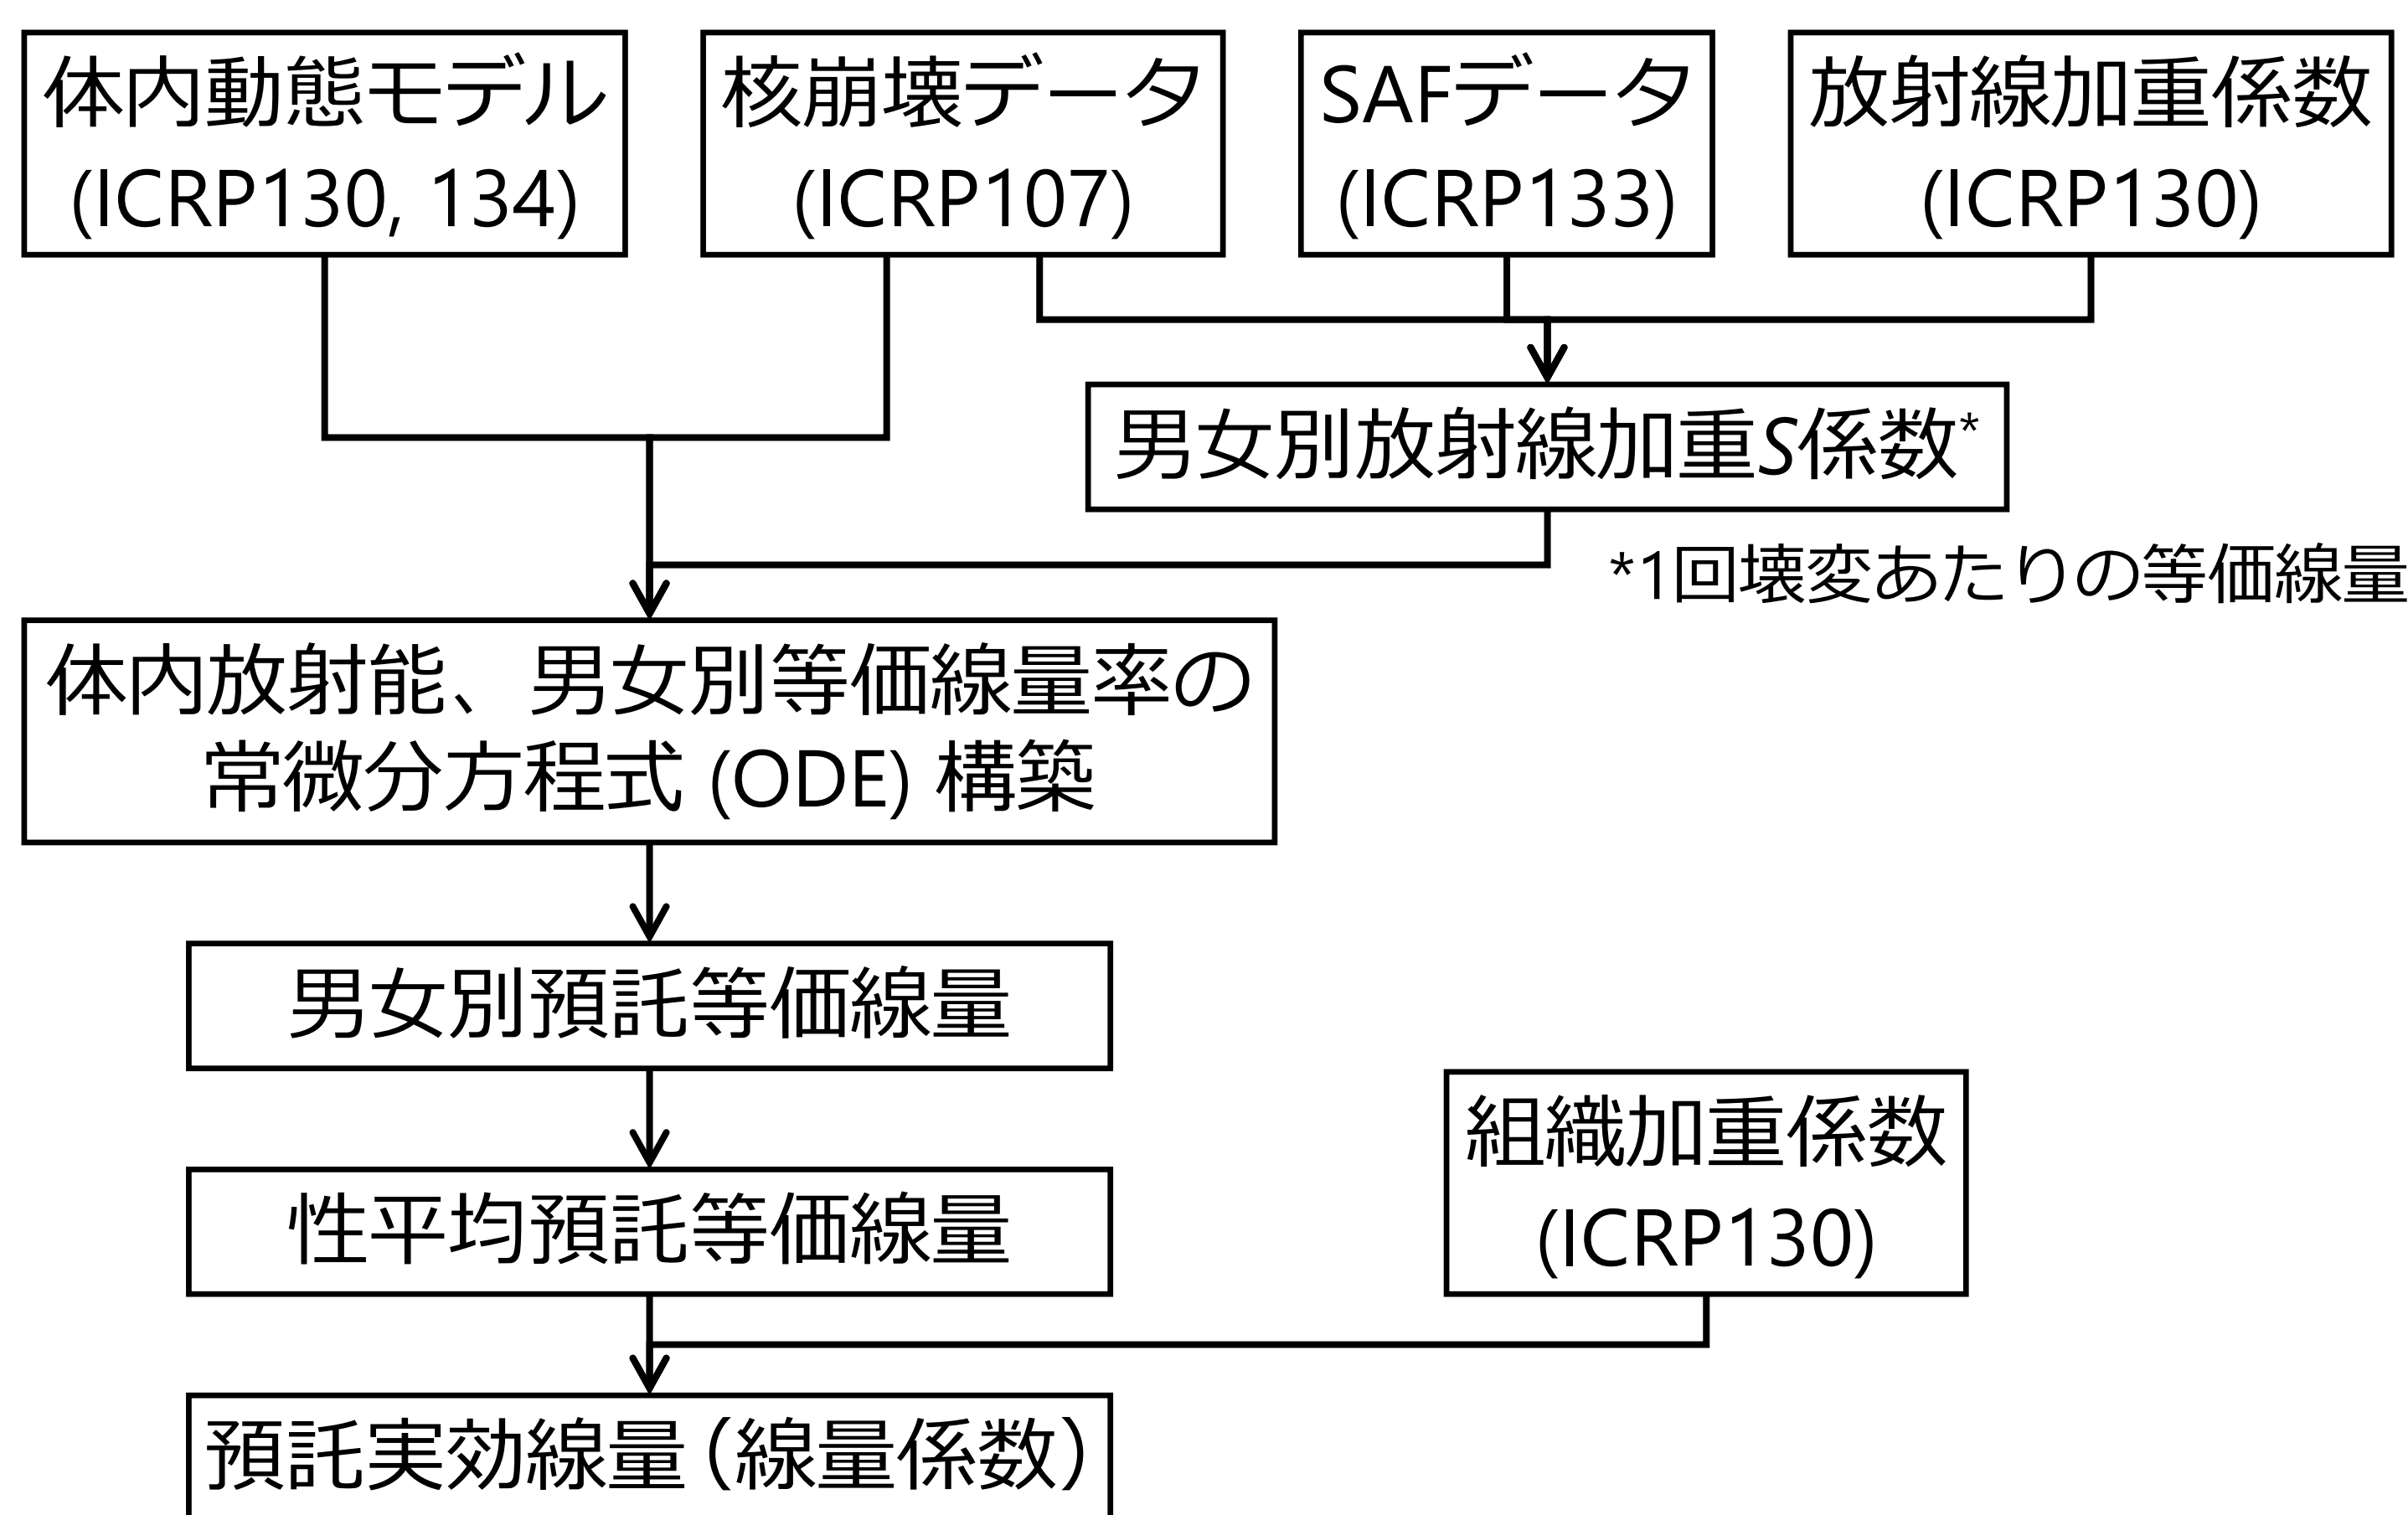 体内動態モデル
(ICRP130, 134)
核崩壊データ
(ICRP107)
SAFデータ
(ICRP133)
放射線加重係数
(ICRP130)
男女別放射線加重S係数*
*1回壊変あたりの等価線量
体内放射能、男女別等価線量率の
常微分方程式 (ODE) 構築
男女別預託等価線量
性平均預託等価線量
組織加重係数
(ICRP130)
預託実効線量 (線量係数)